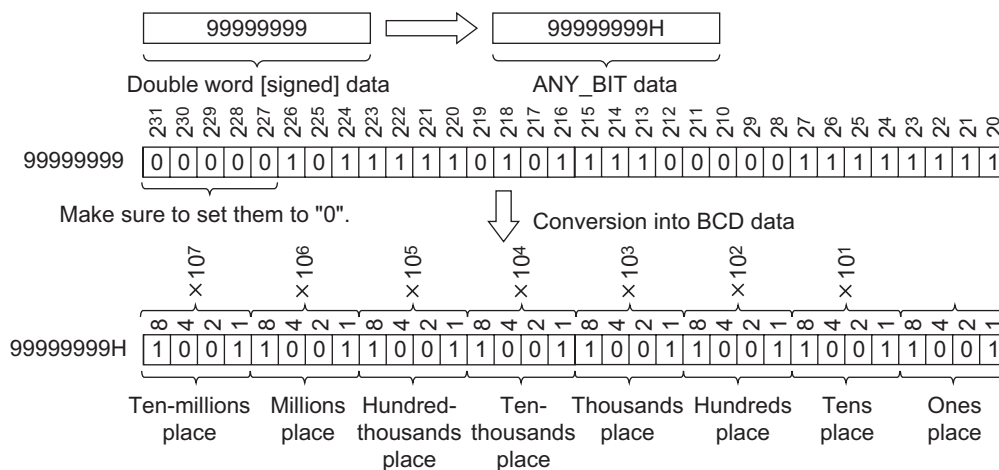 99999999 99999999H
Double word [signed] data ANY_BIT data
231 230 229 228 227 226 225 224 223 222 221 220 219 218 217 216 215 214 213 212 211 210 29 28 27 26 25 24 23 22 21 20
99999999 0 0 0 0 0 1 0 1 1 1 1 1 0 1 0 1 1 1 1 0 0 0 0 0 1 1 1 1 1 1 1 1
Make sure to set them to "0".
Conversion into BCD data
×10⁷ ×10⁶ ×10⁵ ×10⁴ ×10³ ×10² ×10¹
8 4 2 1 8 4 2 1 8 4 2 1 8 4 2 1 8 4 2 1 8 4 2 1 8 4 2 1 8 4 2 1
99999999H 1 0 0 1 1 0 0 1 1 0 0 1 1 0 0 1 1 0 0 1 1 0 0 1 1 0 0 1 1 0 0 1
Ten-millions Millions Hundred- Ten- Thousands Hundreds Tens Ones
place place thousands thousands place place place place
place place